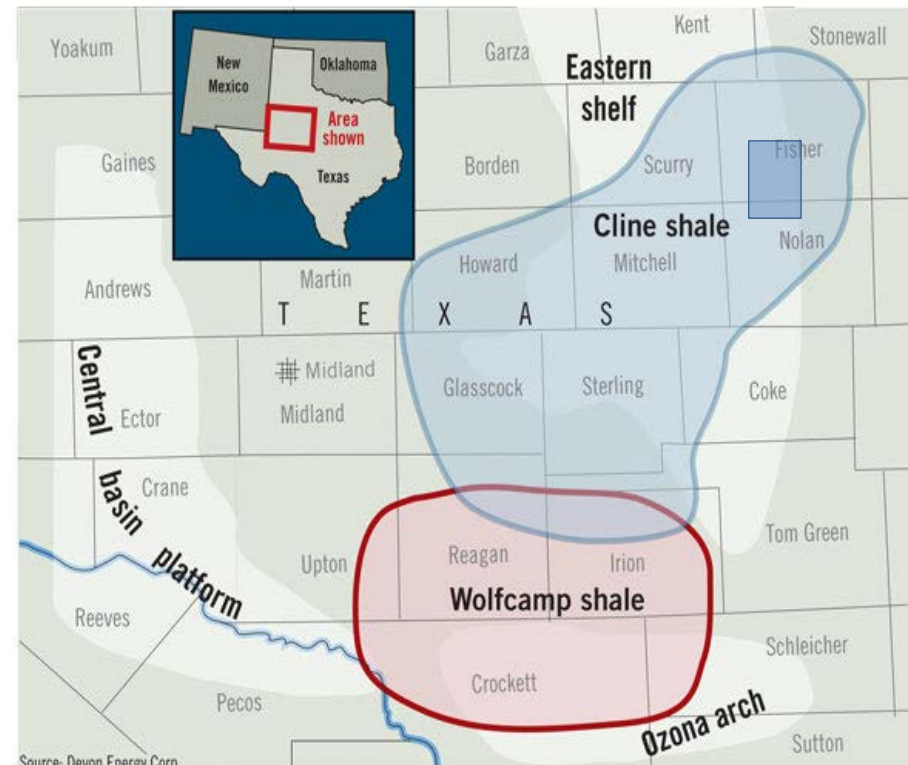 Yoakum
Garza
Kent
Stonewall
New
Mexico
Oklahoma
Area
shown
Texas
Eastern
shelf
Gaines
Borden
Scurry
Fisher
Cline shale
Nolan
Andrews
Martin
Howard
Mitchell
T E X A S
Central
basin
platform
Ector
Midland
Midland
Glasscock
Sterling
Coke
Crane
Upton
Reagan
Irion
Tom Green
Wolfcamp shale
Reeves
Pecos
Crockett
Schleicher
Ozona arch
Sutton
Source: Devon Energy Corp.